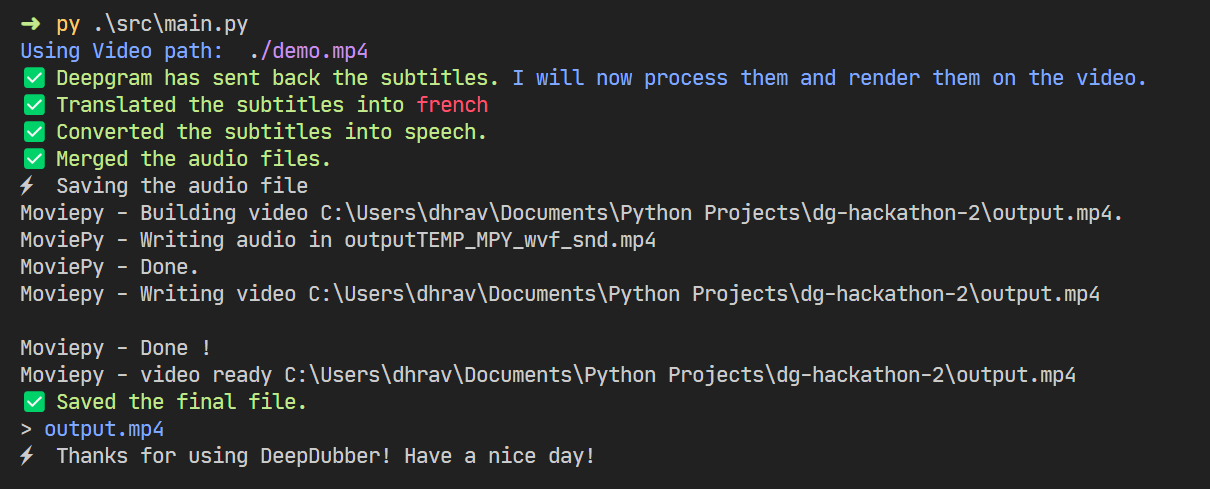 ➜ py .\src\main.py
Using Video path:  ./demo.mp4
✅ Deepgram has sent back the subtitles. I will now process them and render them on the video.
✅ Translated the subtitles into french
✅ Converted the subtitles into speech.
✅ Merged the audio files.
⚡ Saving the audio file
Moviepy - Building video C:\Users\dhrav\Documents\Python Projects\dg-hackathon-2\output.mp4.
MoviePy - Writing audio in outputTEMP_MPY_wvf_snd.mp4
MoviePy - Done.
Moviepy - Writing video C:\Users\dhrav\Documents\Python Projects\dg-hackathon-2\output.mp4
Moviepy - Done !
Moviepy - video ready C:\Users\dhrav\Documents\Python Projects\dg-hackathon-2\output.mp4
✅ Saved the final file.
> output.mp4
⚡ Thanks for using DeepDubber! Have a nice day!